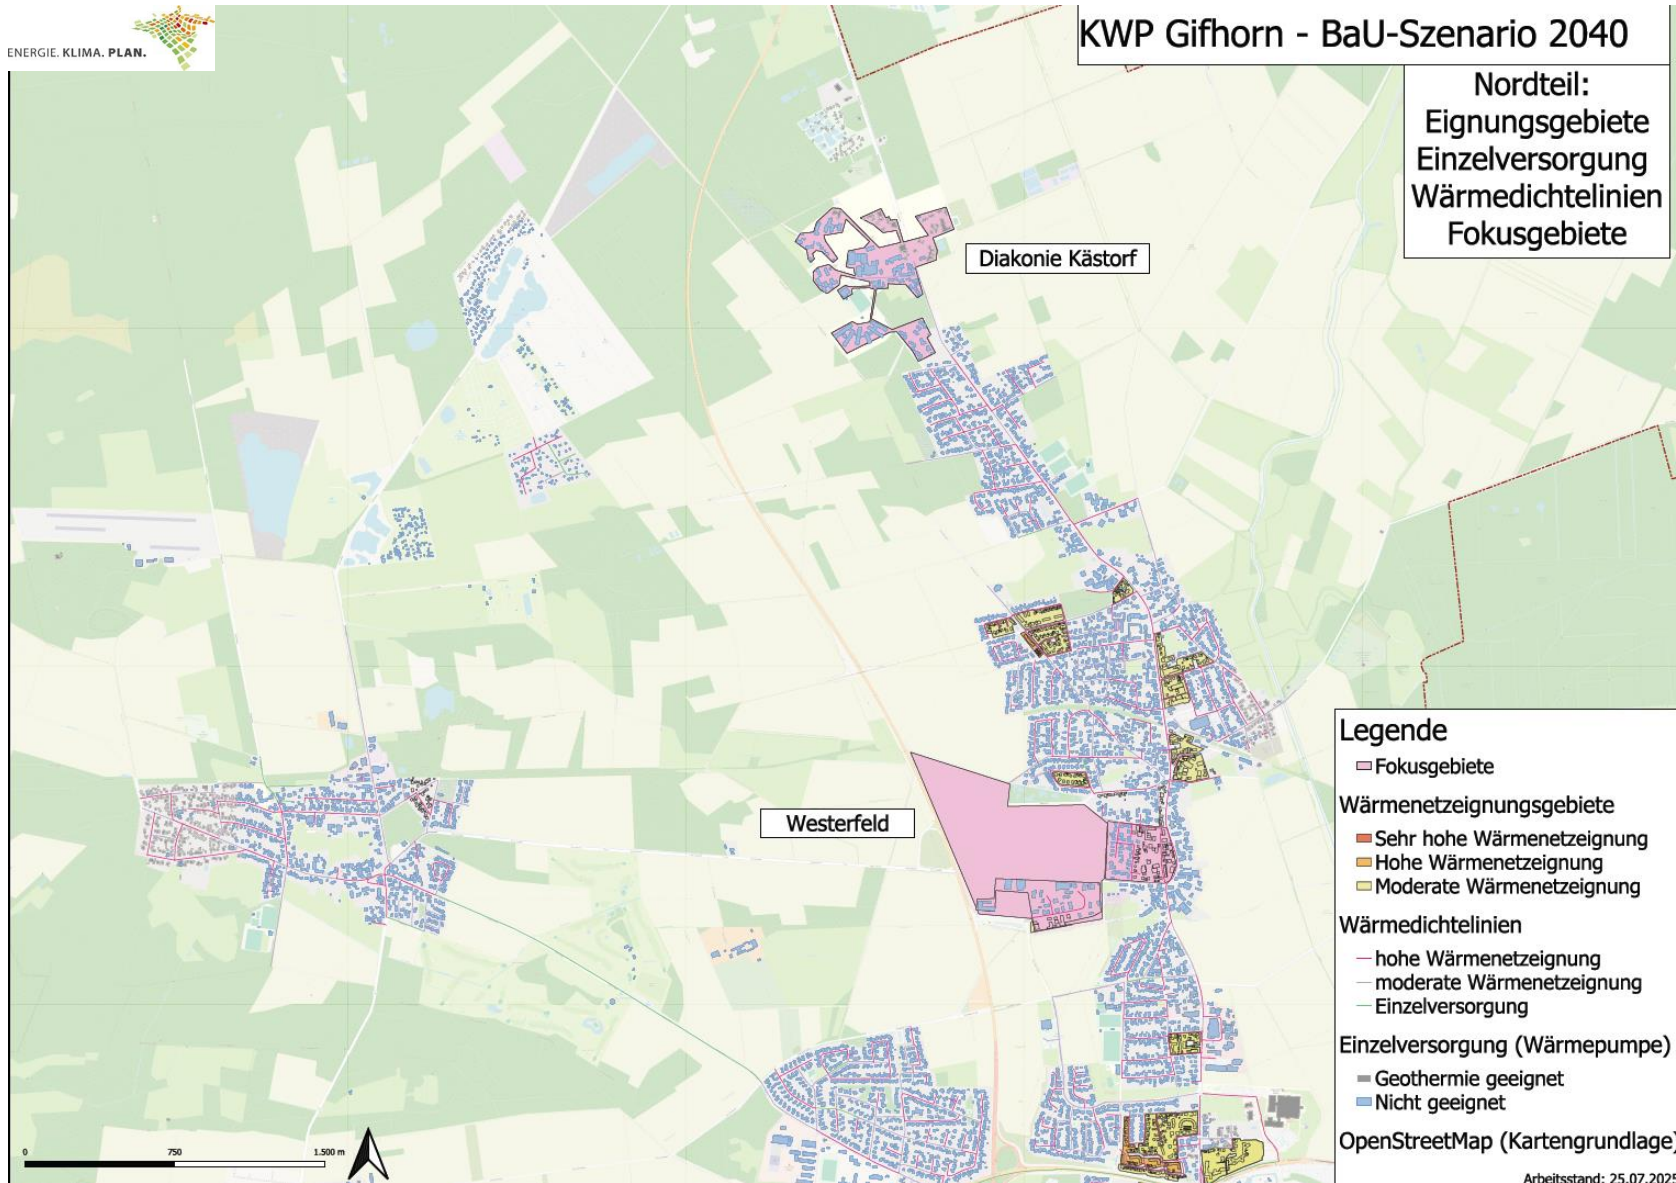 ENERGIE. KLIMA. PLAN.
KWP Gifhorn - BaU-Szenario 2040
Nordteil:
Eignungsgebiete
Einzelversorgung
Wärmedichtelinien
Fokusgebiete
Diakonie Kästorf
Westerfeld
Legende
Fokusgebiete
Wärmenetzeignungsgebiete
Sehr hohe Wärmenetzeignung
Hohe Wärmenetzeignung
Moderate Wärmenetzeignung
Wärmedichtelinien
hohe Wärmenetzeignung
moderate Wärmenetzeignung
Einzelversorgung
Einzelversorgung (Wärmepumpe)
Geothermie geeignet
Nicht geeignet
OpenStreetMap (Kartengrundlage)
0 750 1.500 m
Arbeitsstand: 25.07.2025